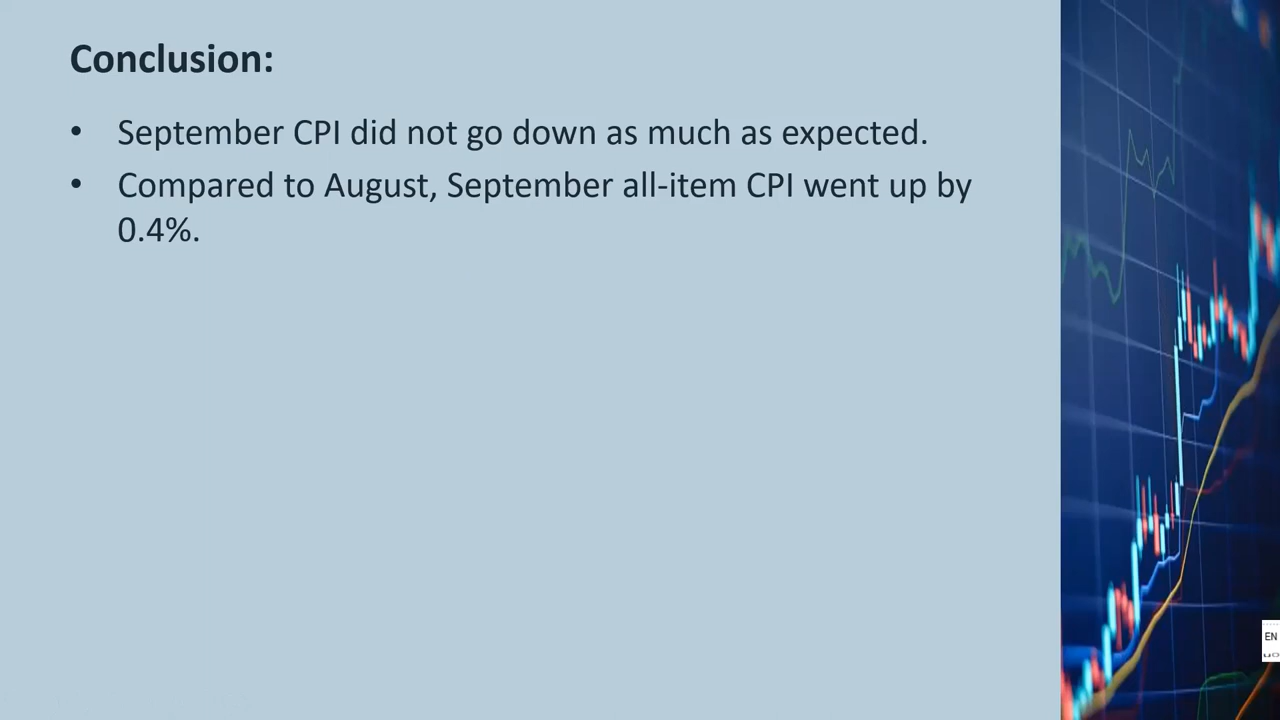 Conclusion:
• September CPI did not go down as much as expected.
• Compared to August, September all-item CPI went up by
0.4%.
EN